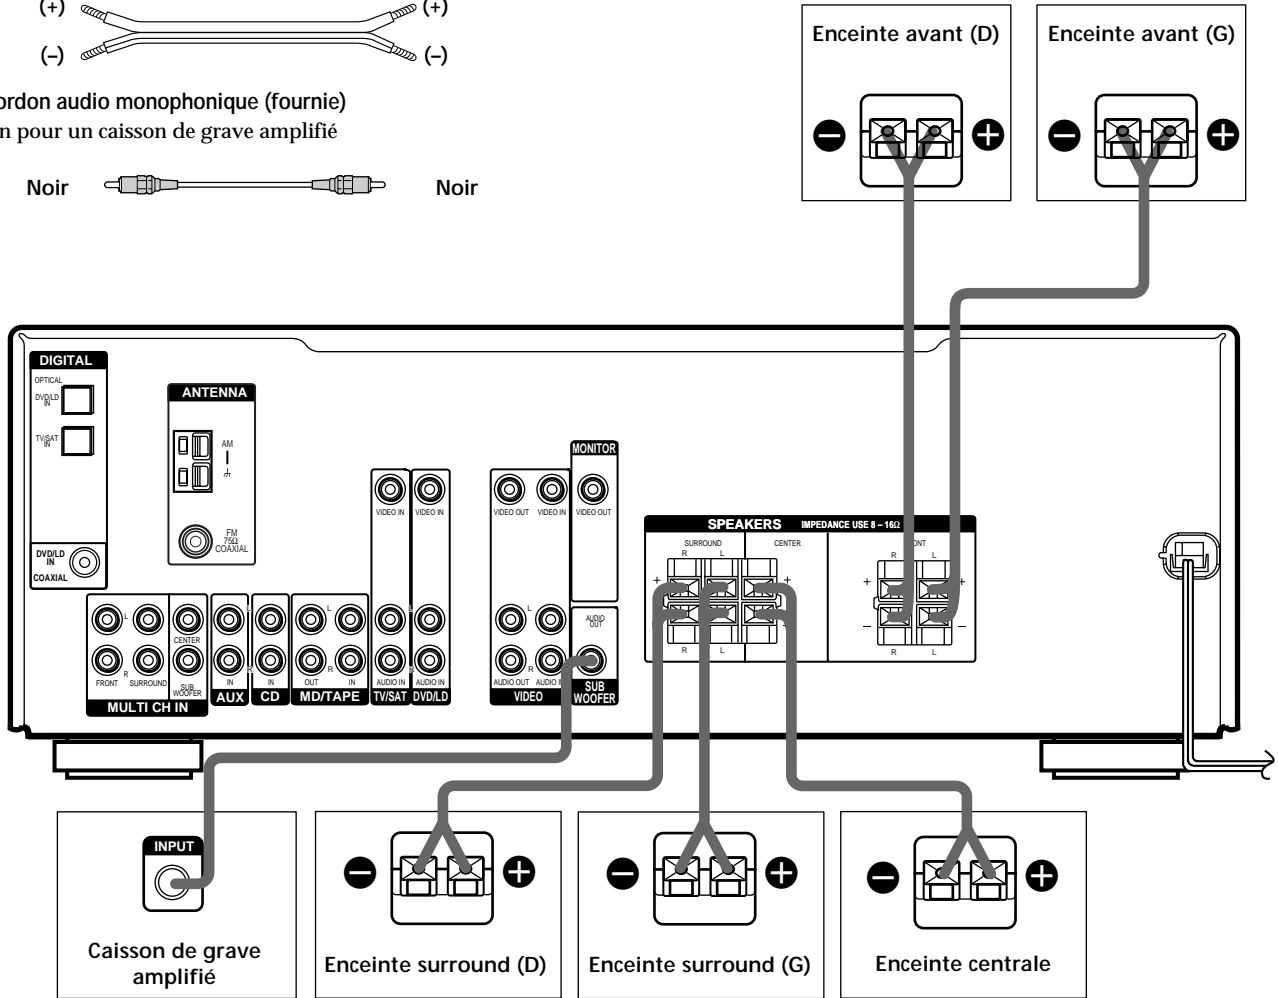 (+) (+)
(–) (–)
ordon audio monophonique (fournie)
n pour un caisson de grave amplifié
Noir Noir
Enceinte avant (D)
Enceinte avant (G)
DIGITAL
OPTICAL
DVD/LD
IN
TV/SAT
IN
DVD/LD
IN
COAXIAL
ANTENNA
AM
FM
75Ω
COAXIAL
MONITOR
VIDEO IN VIDEO IN VIDEO OUT VIDEO IN VIDEO OUT
SPEAKERS IMPEDANCE USE 8 – 16Ω
SURROUND CENTER
R L
R L
+ + + +
– –
R L
R L
L L L L L
CENTER
AUDIO
OUT
R R R R R
FRONT SURROUND SUB
WOOFER IN IN OUT IN AUDIO IN AUDIO IN AUDIO OUT
MULTI CH IN AUX CD MD/TAPE TV/SAT DVD/LD VIDEO SUB
WOOFER
INPUT
Caisson de grave
amplifié
Enceinte surround (D)
Enceinte surround (G)
Enceinte centrale